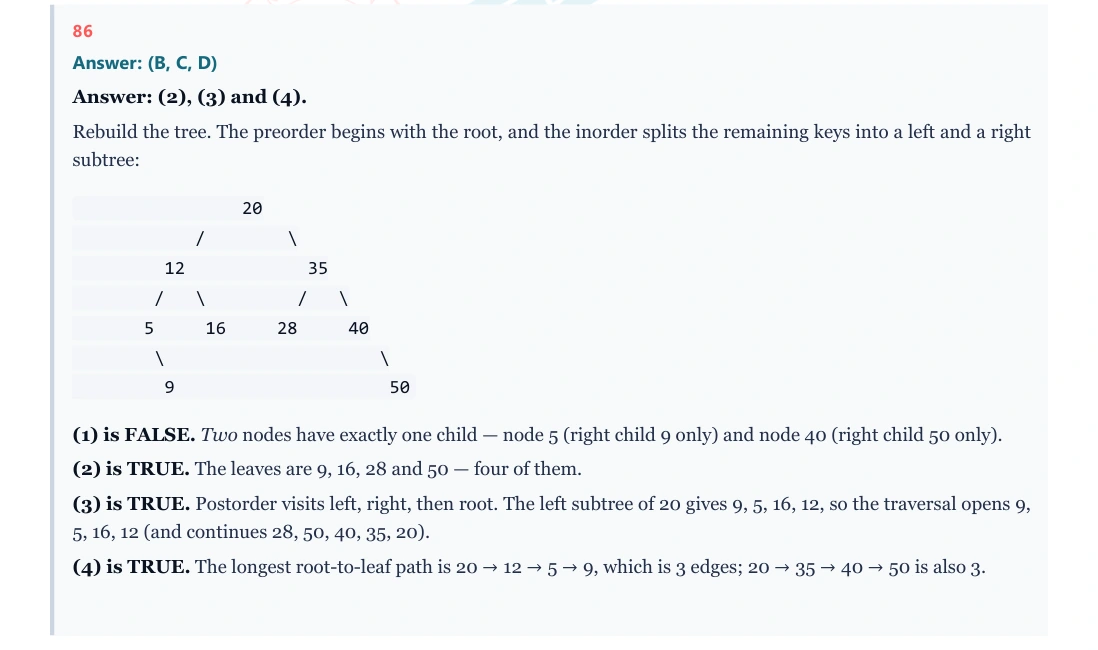 86
Answer: (B, C, D)
Answer: (2), (3) and (4).
Rebuild the tree. The preorder begins with the root, and the inorder splits the remaining keys into a left and a right
subtree:
20
/ \
12 35
/ \ / \
5 16 28 40
\ \
9 50
(1) is FALSE. Two nodes have exactly one child — node 5 (right child 9 only) and node 40 (right child 50 only).
(2) is TRUE. The leaves are 9, 16, 28 and 50 — four of them.
(3) is TRUE. Postorder visits left, right, then root. The left subtree of 20 gives 9, 5, 16, 12, so the traversal opens 9,
5, 16, 12 (and continues 28, 50, 40, 35, 20).
(4) is TRUE. The longest root-to-leaf path is 20 → 12 → 5 → 9, which is 3 edges; 20 → 35 → 40 → 50 is also 3.